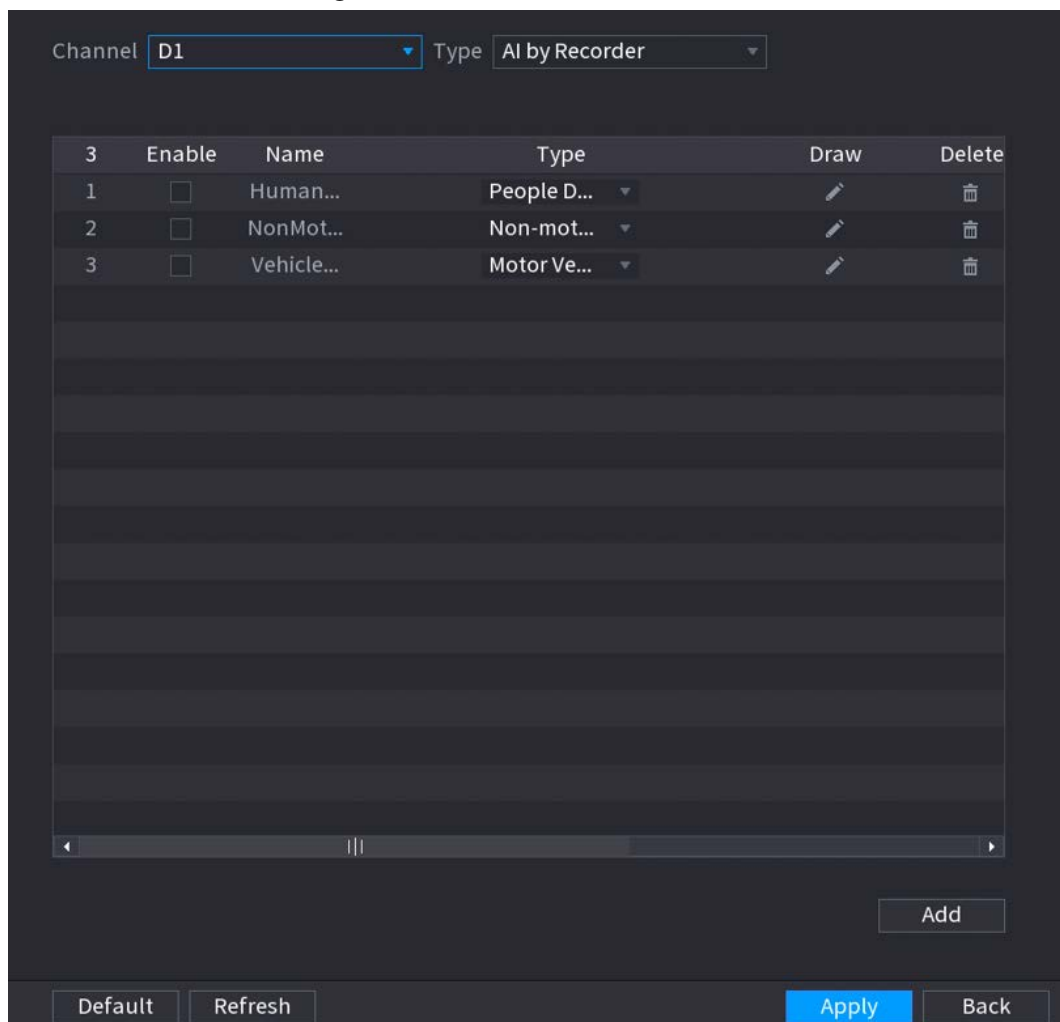 Channel D1 Type AI by Recorder
3 Enable Name Type Draw Delete
1 Human... People D...
2 NonMot... Non-mot...
3 Vehicle... Motor Ve...
Add
Default Refresh Apply Back